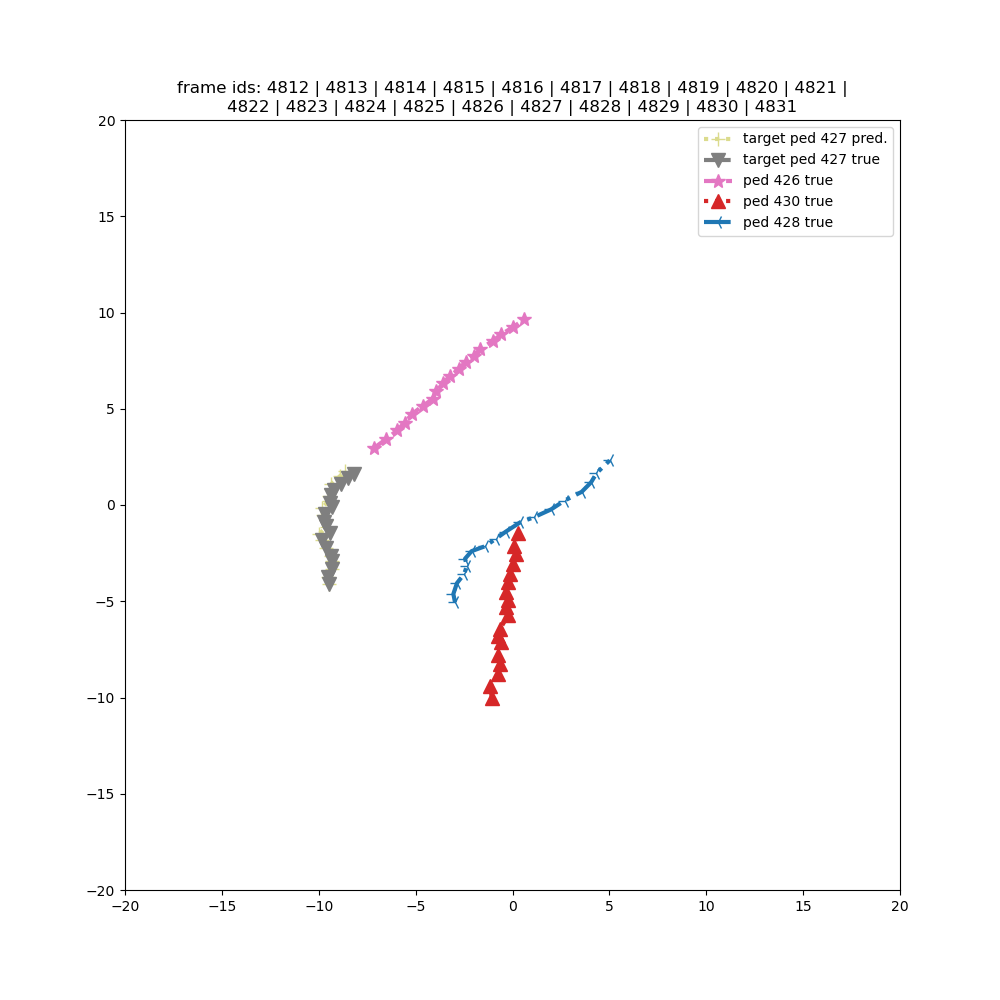 frame ids: 4812 | 4813 | 4814 | 4815 | 4816 | 4817 | 4818 | 4819 | 4820 | 4821 |
4822 | 4823 | 4824 | 4825 | 4826 | 4827 | 4828 | 4829 | 4830 | 4831
target ped 427 pred.
target ped 427 true
ped 426 true
ped 430 true
ped 428 true
20
15
10
5
0
−5
−10
−15
−20
−20 −15 −10 −5 0 5 10 15 20